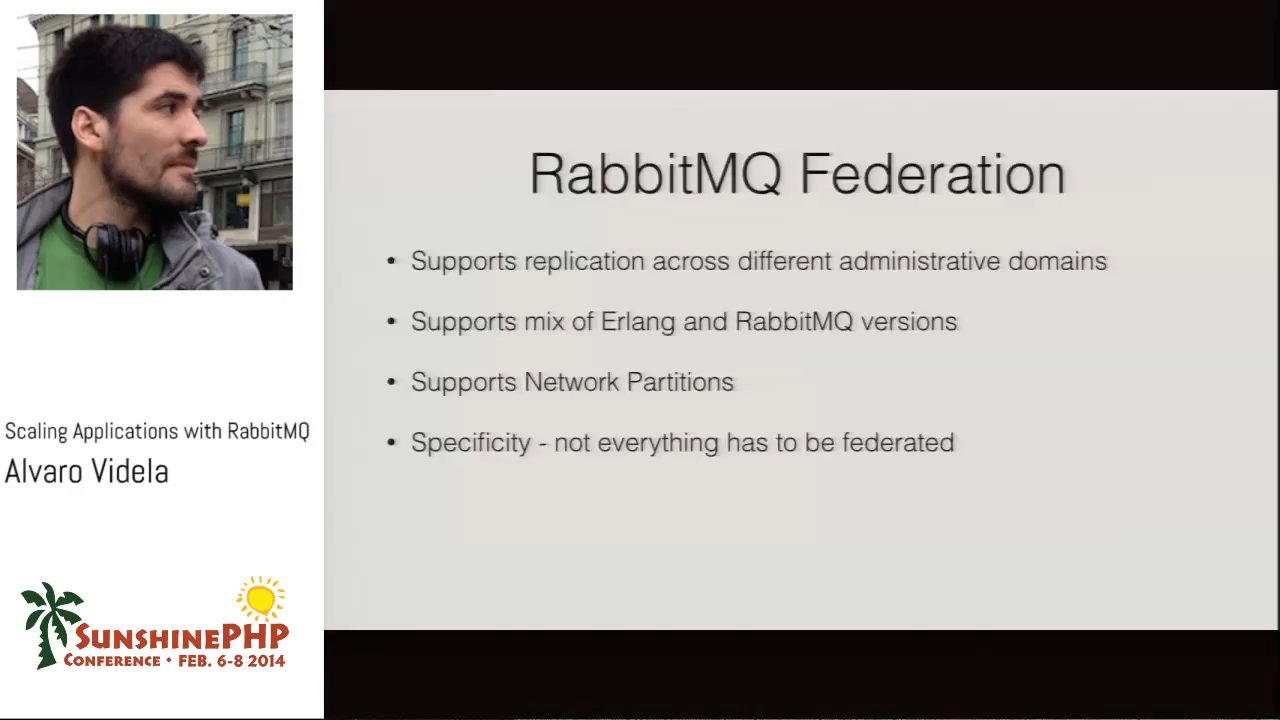 Scaling Applications with RabbitMQ
Alvaro Videla
SUNSHINEPHP
CONFERENCE • FEB. 6-8 2014
RabbitMQ Federation
• Supports replication across different administrative domains
• Supports mix of Erlang and RabbitMQ versions
• Supports Network Partitions
• Specificity - not everything has to be federated